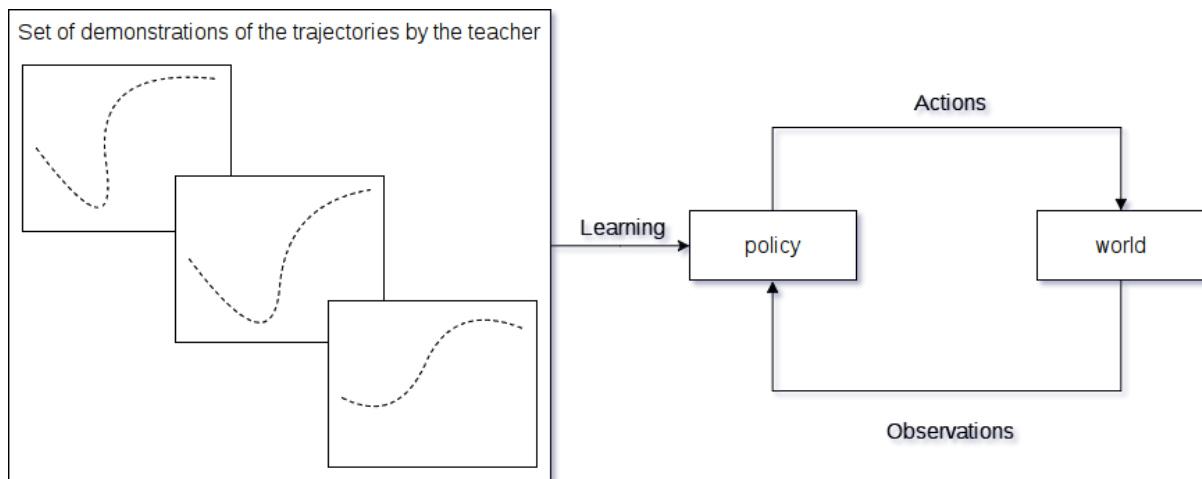 Set of demonstrations of the trajectories by the teacher
Actions
Learning
policy
world
Observations